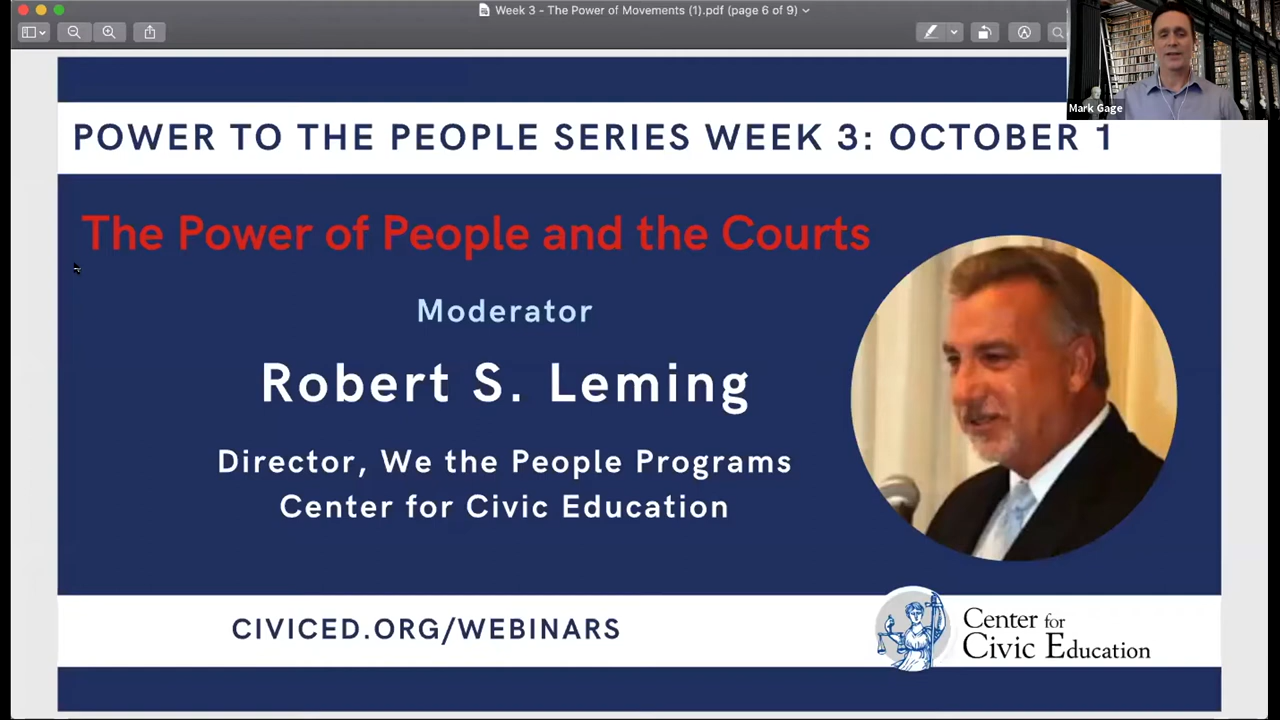 Week 3 - The Power of Movements (1).pdf (page 6 of 9)
Mark Gage
POWER TO THE PEOPLE SERIES WEEK 3: OCTOBER 1
The Power of People and the Courts
Moderator
Robert S. Leming
Director, We the People Programs
Center for Civic Education
CIVICED.ORG/WEBINARS
Center for
Civic Education